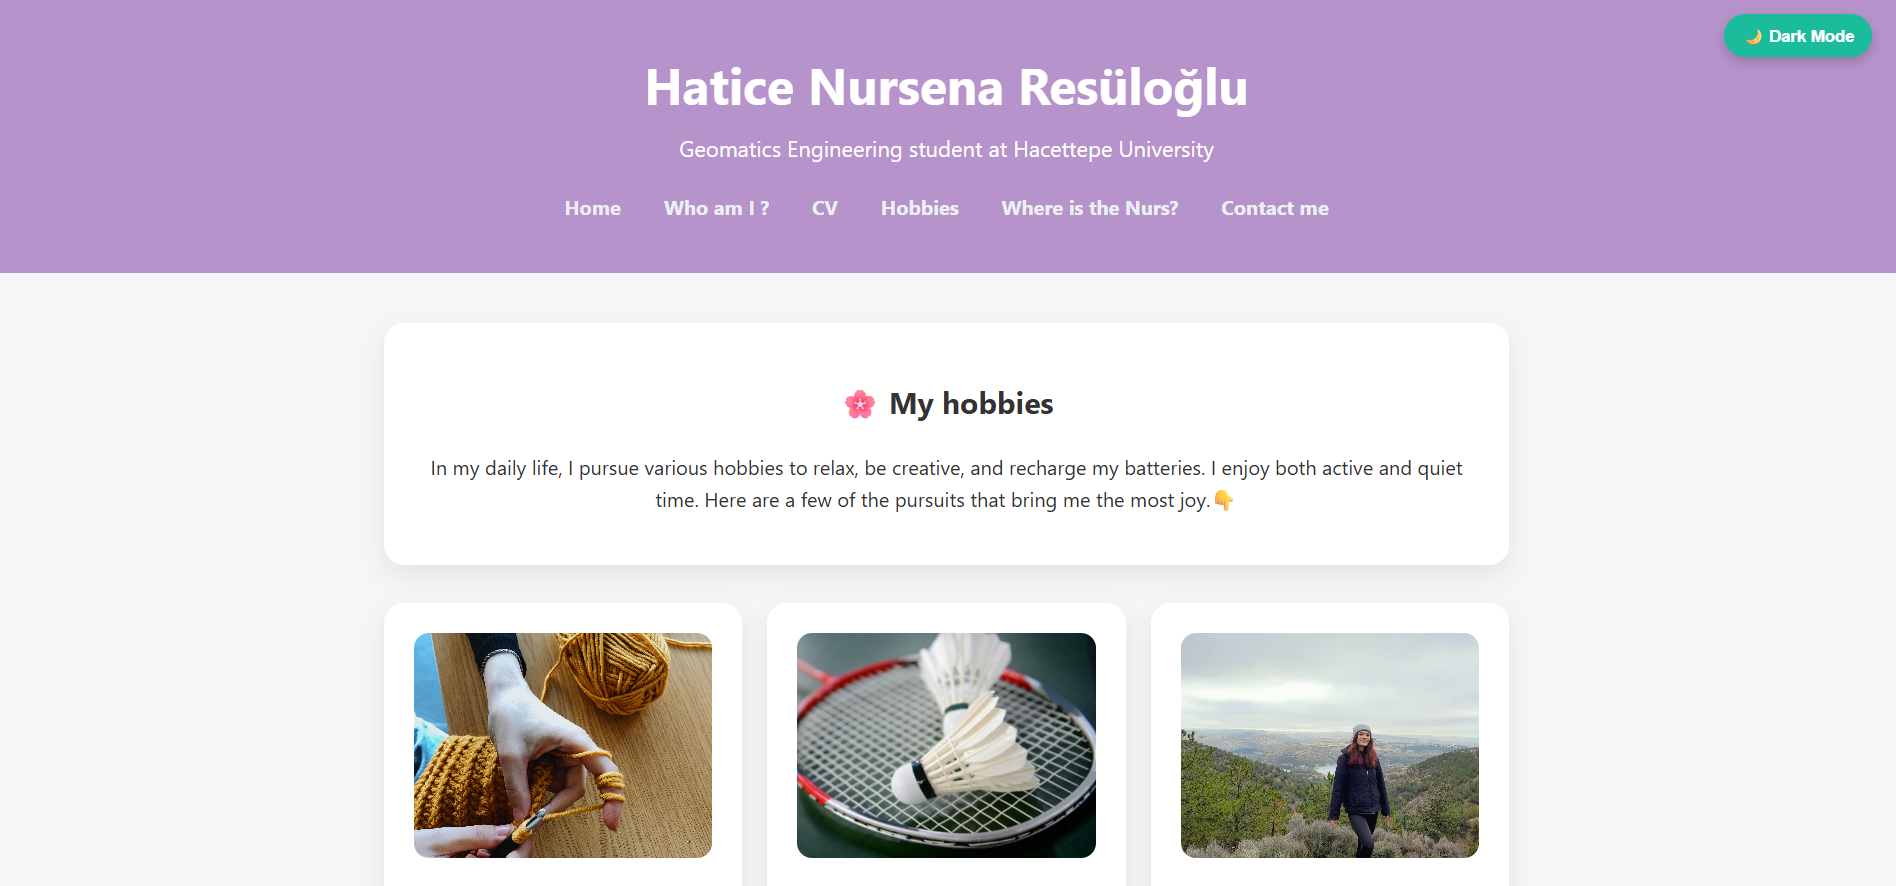 🌙 Dark Mode
Hatice Nursena Resüloğlu
Geomatics Engineering student at Hacettepe University
Home Who am I ? CV Hobbies Where is the Nurs? Contact me
🌸 My hobbies
In my daily life, I pursue various hobbies to relax, be creative, and recharge my batteries. I enjoy both active and quiet
time. Here are a few of the pursuits that bring me the most joy.👇